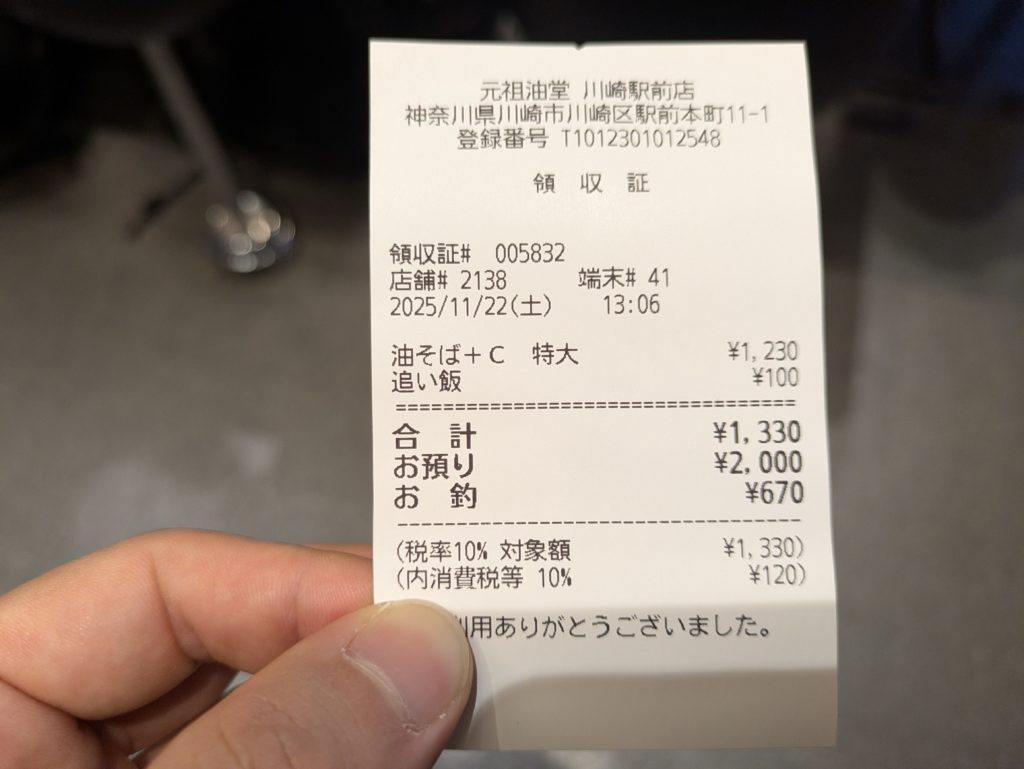 元祖油堂 川崎駅前店
神奈川県川崎市川崎区駅前本町11-1
登録番号 T1012301012548
領 収 証
領収証# 005832
店舗# 2138 端末# 41
2025/11/22(土) 13:06
油そば＋Ｃ 特大 ¥1,230
追い飯 ¥100
合 計 ¥1,330
お預り ¥2,000
お 釣 ¥670
(税率10% 対象額 ¥1,330)
(内消費税等 10% ¥120)
用ありがとうございました。